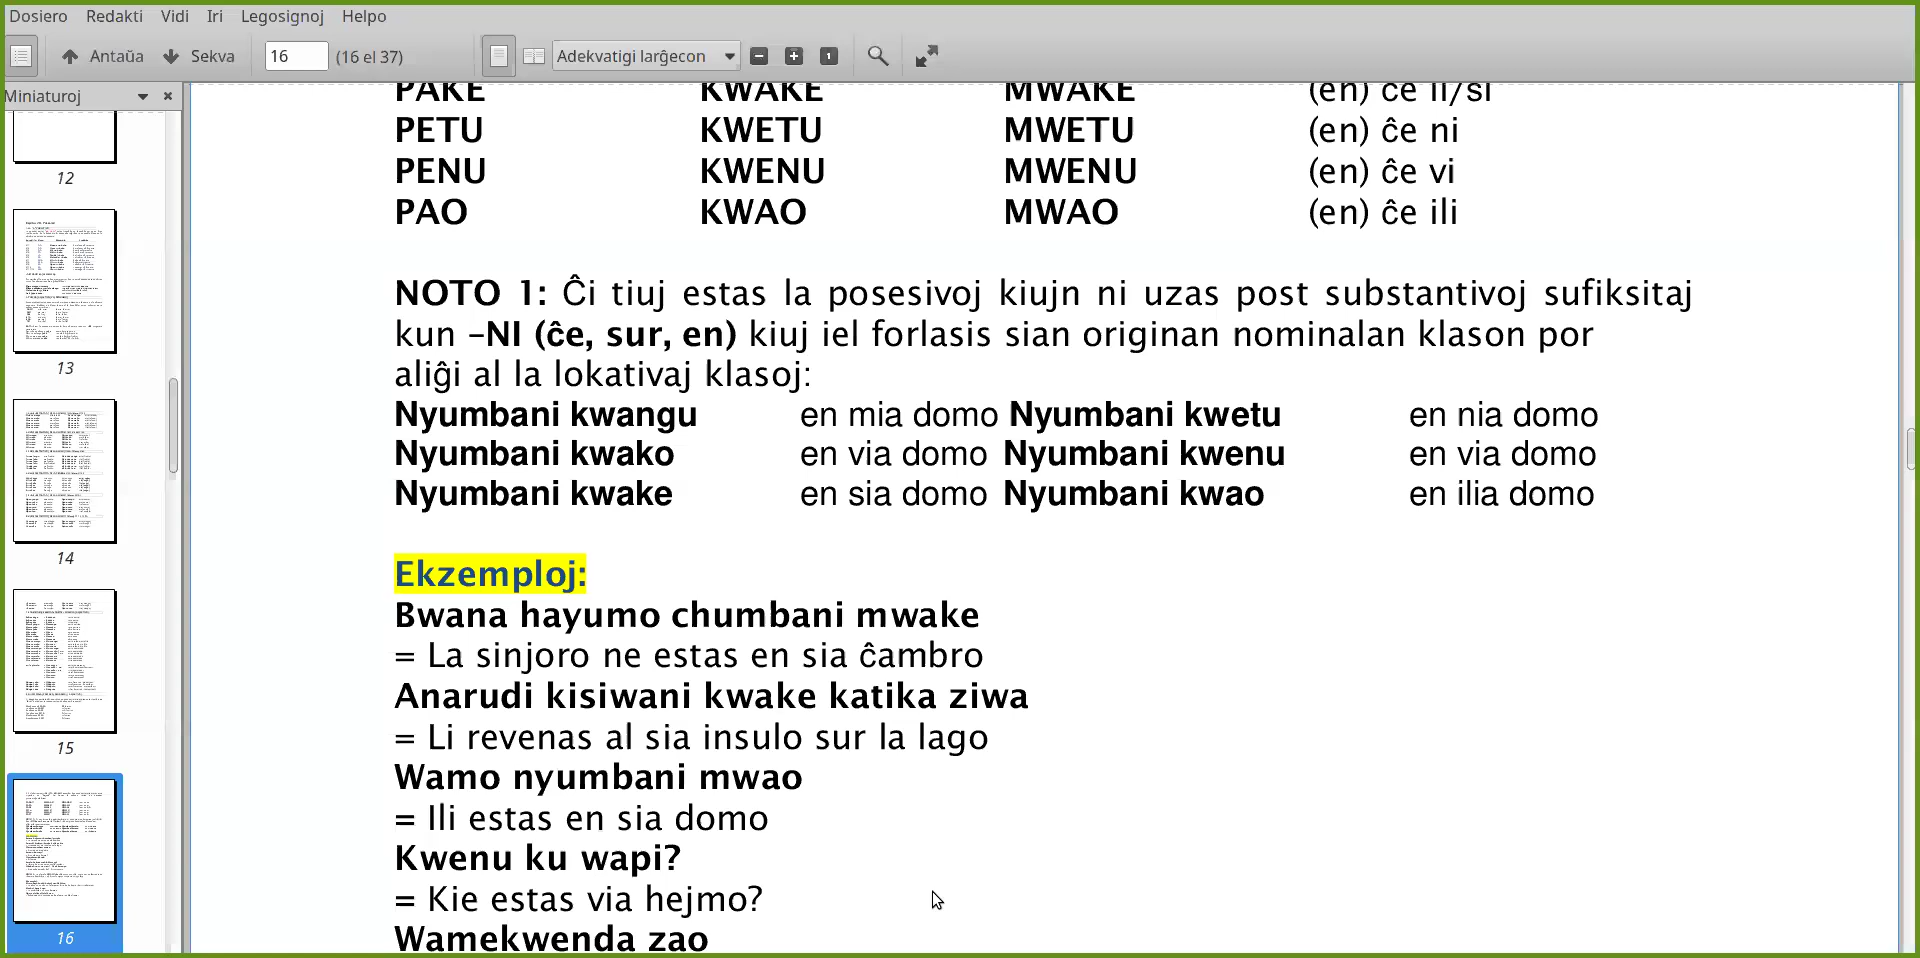 Dosiero Redakti Vidi Iri Legosignoj Helpo
Antaŭa Sekva 16 (16 el 37) Adekvatigi larĝecon
Miniaturoj
12
13
14
15
16
PAKE KWAKE MWAKE (en) ĉe li/ŝi
PETU KWETU MWETU (en) ĉe ni
PENU KWENU MWENU (en) ĉe vi
PAO KWAO MWAO (en) ĉe ili
NOTO 1: Ĉi tiuj estas la posesivoj kiujn ni uzas post substantivoj sufiksitaj
kun –NI (ĉe, sur, en) kiuj iel forlasis sian originan nominalan klason por
aliĝi al la lokativaj klasoj:
Nyumbani kwangu en mia domo Nyumbani kwetu en nia domo
Nyumbani kwako en via domo Nyumbani kwenu en via domo
Nyumbani kwake en sia domo Nyumbani kwao en ilia domo
Ekzemploj:
Bwana hayumo chumbani mwake
= La sinjoro ne estas en sia ĉambro
Anarudi kisiwani kwake katika ziwa
= Li revenas al sia insulo sur la lago
Wamo nyumbani mwao
= Ili estas en sia domo
Kwenu ku wapi?
= Kie estas via hejmo?
Wamekwenda zao